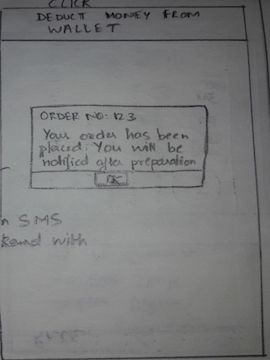 CLICK
DEDUCT MONEY FROM
WALLET
ORDER NO: 123
Your order has been
placed. You will be
notified after preparation
OK
SMS
with